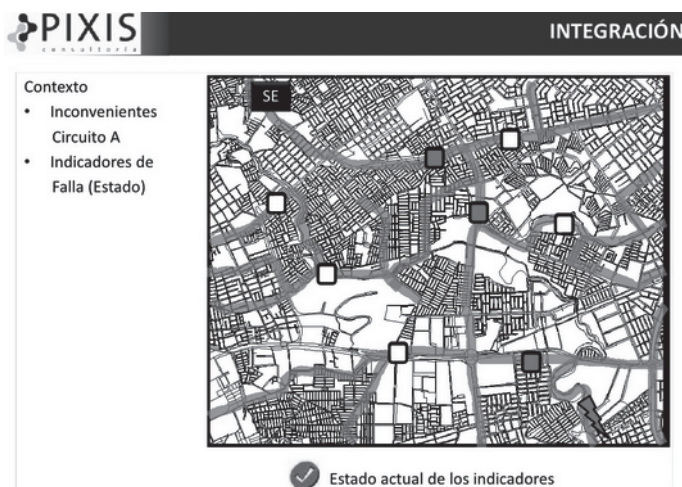 PIXIS
consultoría
INTEGRACIÓN
Contexto
• Inconvenientes
Circuito A
• Indicadores de
Falla (Estado)
SE
Estado actual de los indicadores